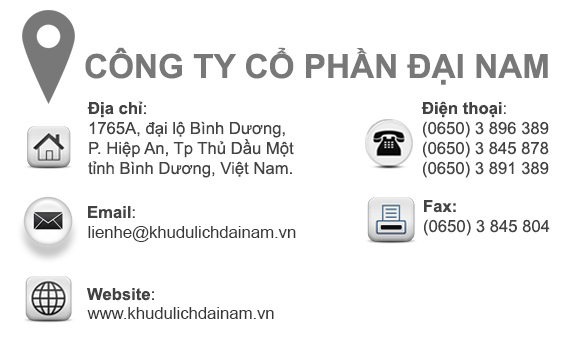 CÔNG TY CỔ PHẦN ĐẠI NAM
Địa chỉ:
1765A, đại lộ Bình Dương,
P. Hiệp An, Tp Thủ Dầu Một
tỉnh Bình Dương, Việt Nam.
Điện thoại:
(0650) 3 896 389
(0650) 3 845 878
(0650) 3 891 389
Email:
lienhe@khudulichdainam.vn
Fax:
(0650) 3 845 804
Website:
www.khudulichdainam.vn